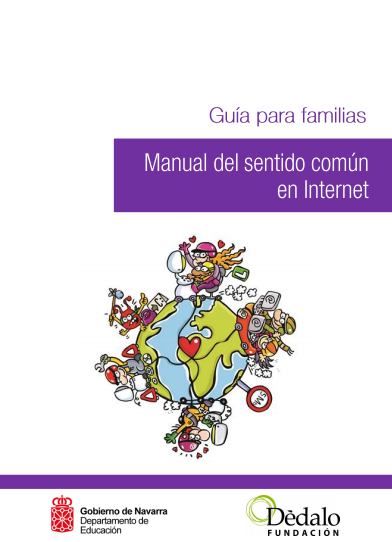 Guía para familias
Manual del sentido común
en Internet
Gobierno de Navarra
Departamento de
Educación
Dèdalo
FUNDACIÓN